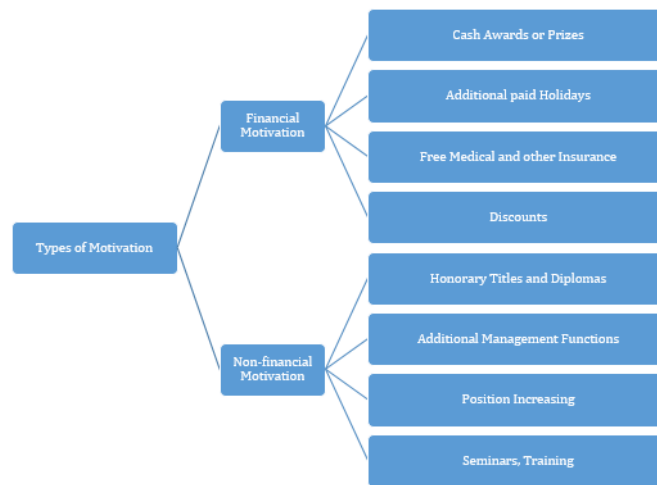 Types of Motivation
Financial
Motivation
Cash Awards or Prizes
Additional paid Holidays
Free Medical and other Insurance
Discounts
Non-financial
Motivation
Honorary Titles and Diplomas
Additional Management Functions
Position Increasing
Seminars, Training